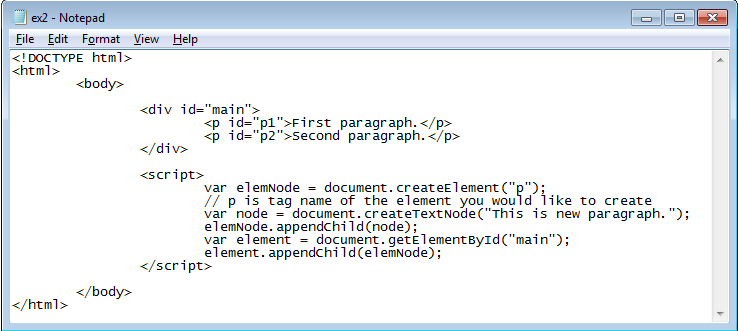 ex2 - Notepad
File Edit Format View Help
<!DOCTYPE html>
<html>
<body>
<div id="main">
<p id="p1">First paragraph.</p>
<p id="p2">Second paragraph.</p>
</div>
<script>
var elemNode = document.createElement("p");
// p is tag name of the element you would like to create
var node = document.createTextNode("This is new paragraph.");
elemNode.appendChild(node);
var element = document.getElementById("main");
element.appendChild(elemNode);
</script>
</body>
</html>